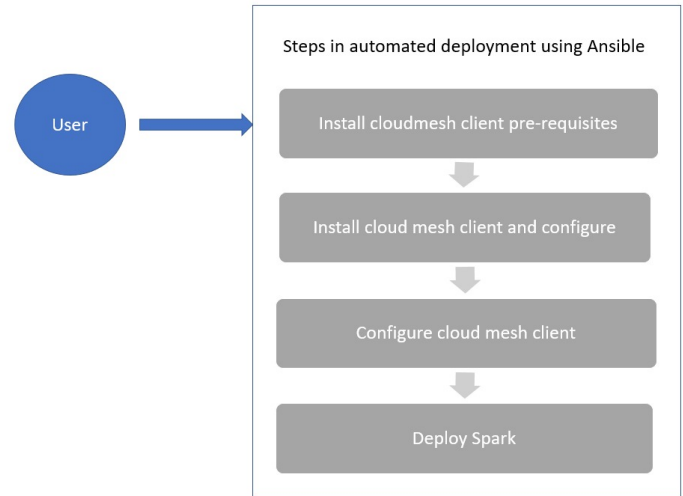 Steps in automated deployment using Ansible
User
Install cloudmesh client pre-requisites
Install cloud mesh client and configure
Configure cloud mesh client
Deploy Spark